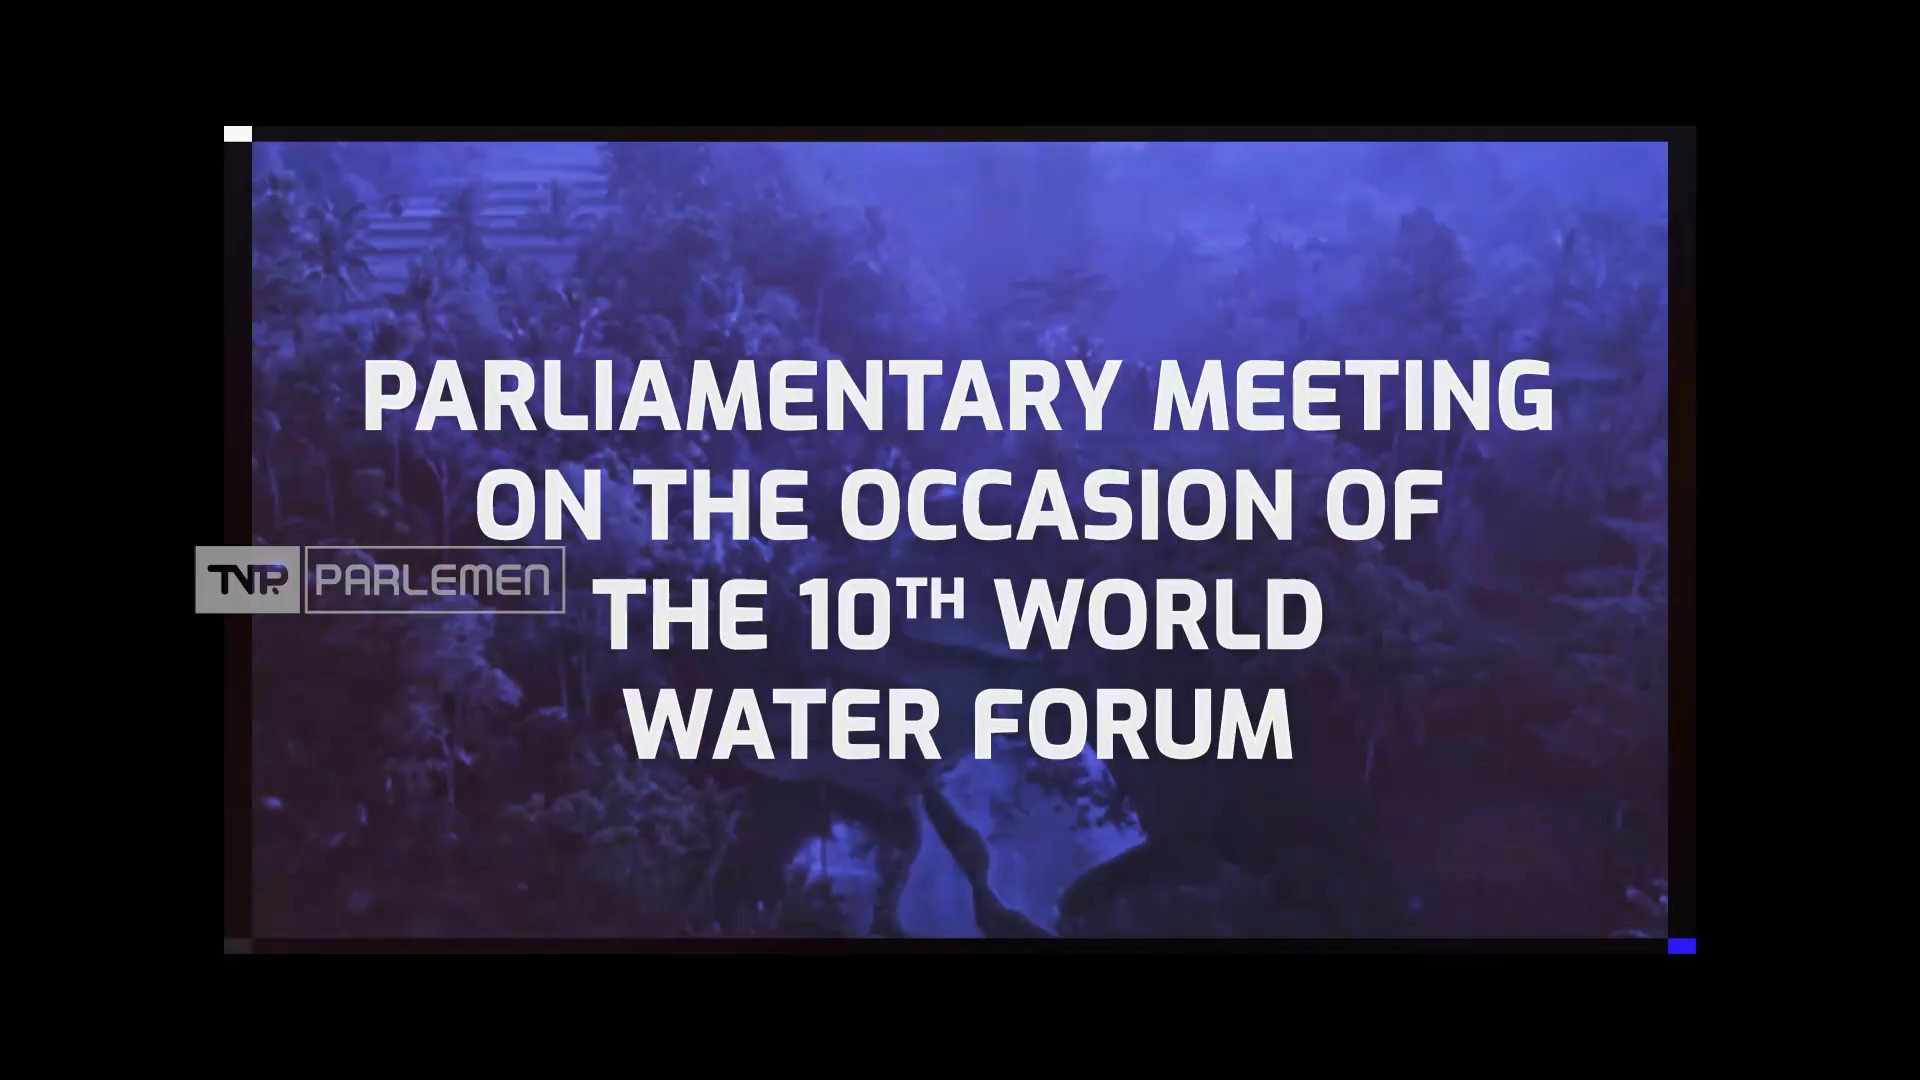 PARLIAMENTARY MEETING
ON THE OCCASION OF
THE 10TH WORLD
WATER FORUM
TVR PARLEMEN